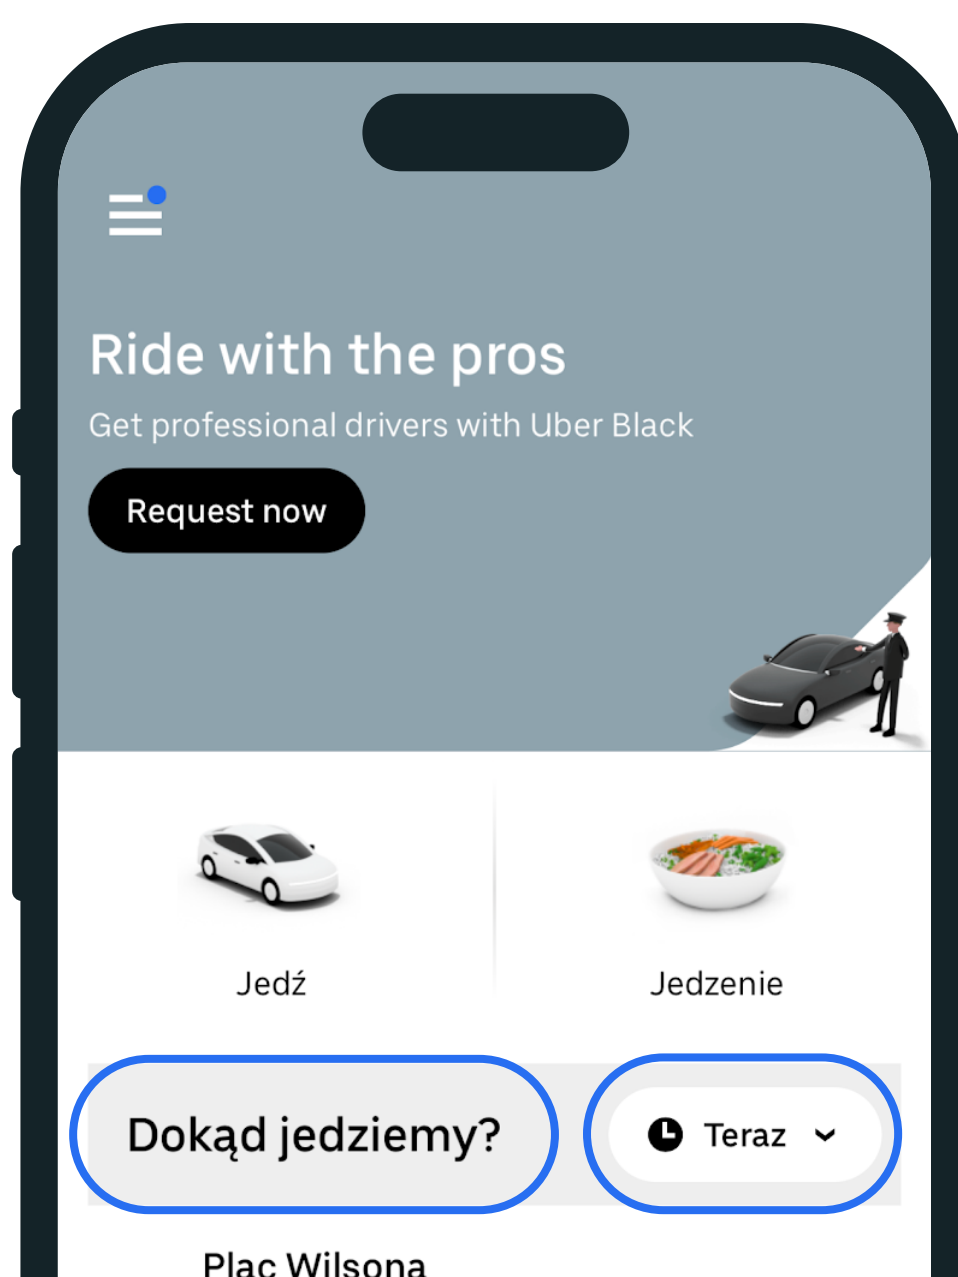 Ride with the pros
Get professional drivers with Uber Black
Request now
Jedź
Jedzenie
Dokąd jedziemy?
Teraz
Plac Wilsona